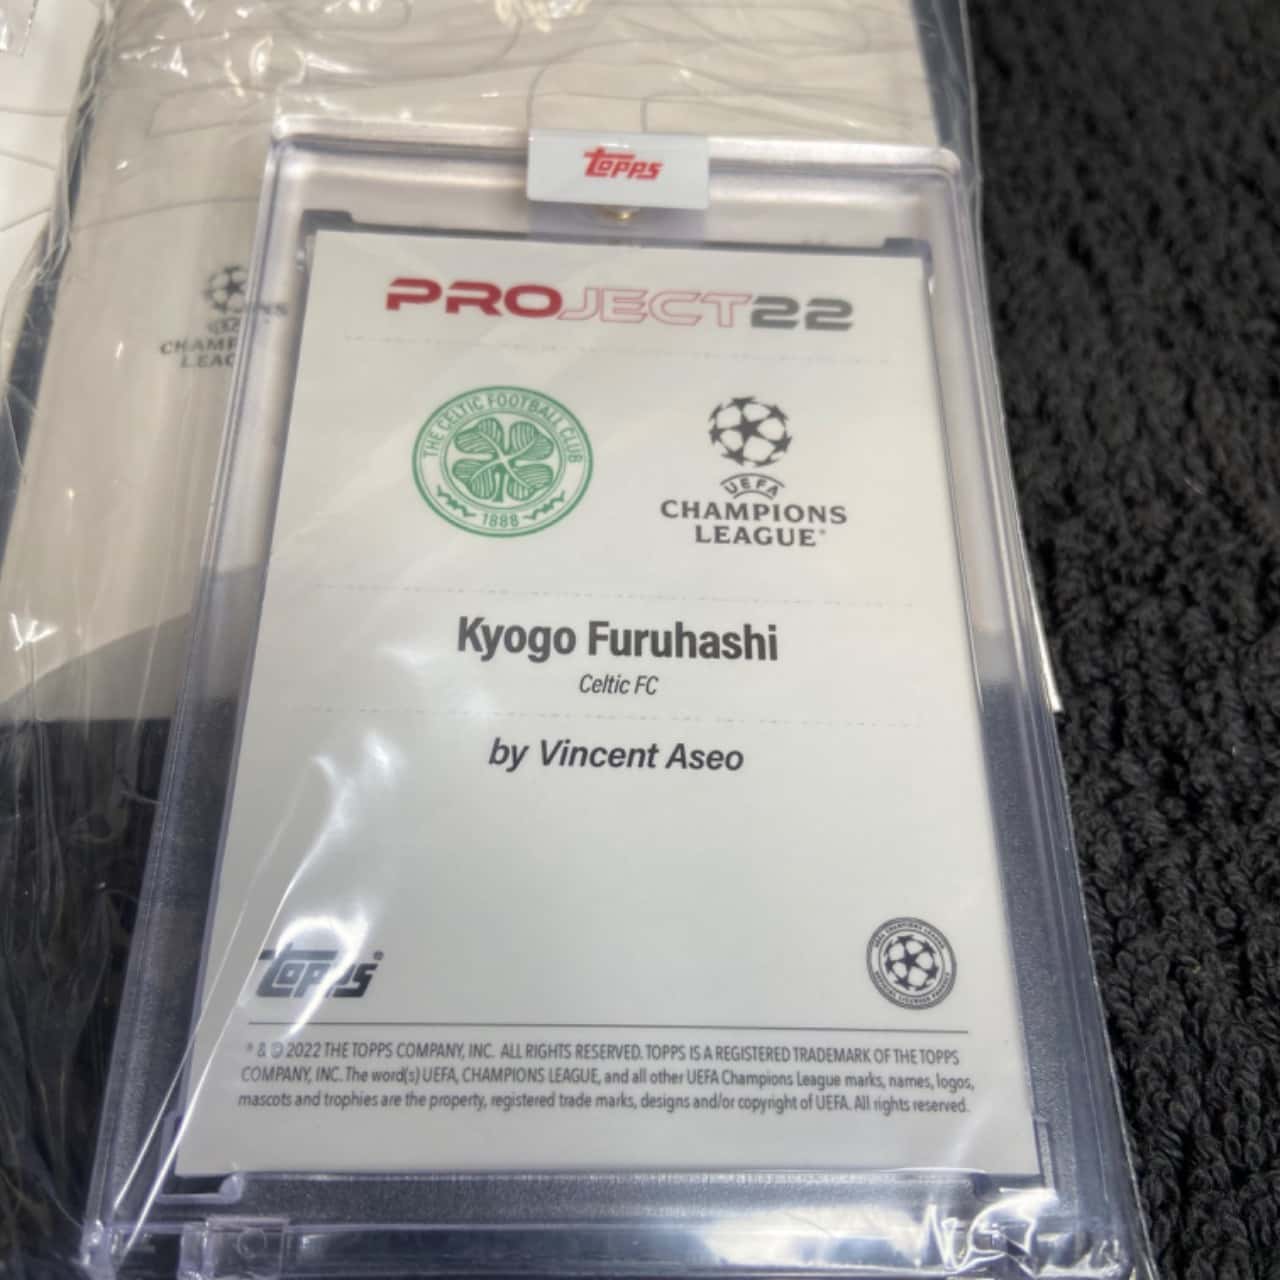 TOPPS
PROJECT22
THE CELTIC FOOTBALL CLUB
1888
UEFA
CHAMPIONS
LEAGUE®
Kyogo Furuhashi
Celtic FC
by Vincent Aseo
TOPPS®
® & © 2022 THE TOPPS COMPANY, INC. ALL RIGHTS RESERVED. TOPPS IS A REGISTERED TRADEMARK OF THE TOPPS
COMPANY, INC. The word(s) UEFA, CHAMPIONS LEAGUE, and all other UEFA Champions League marks, names, logos,
mascots and trophies are the property, registered trade marks, designs and/or copyright of UEFA. All rights reserved.